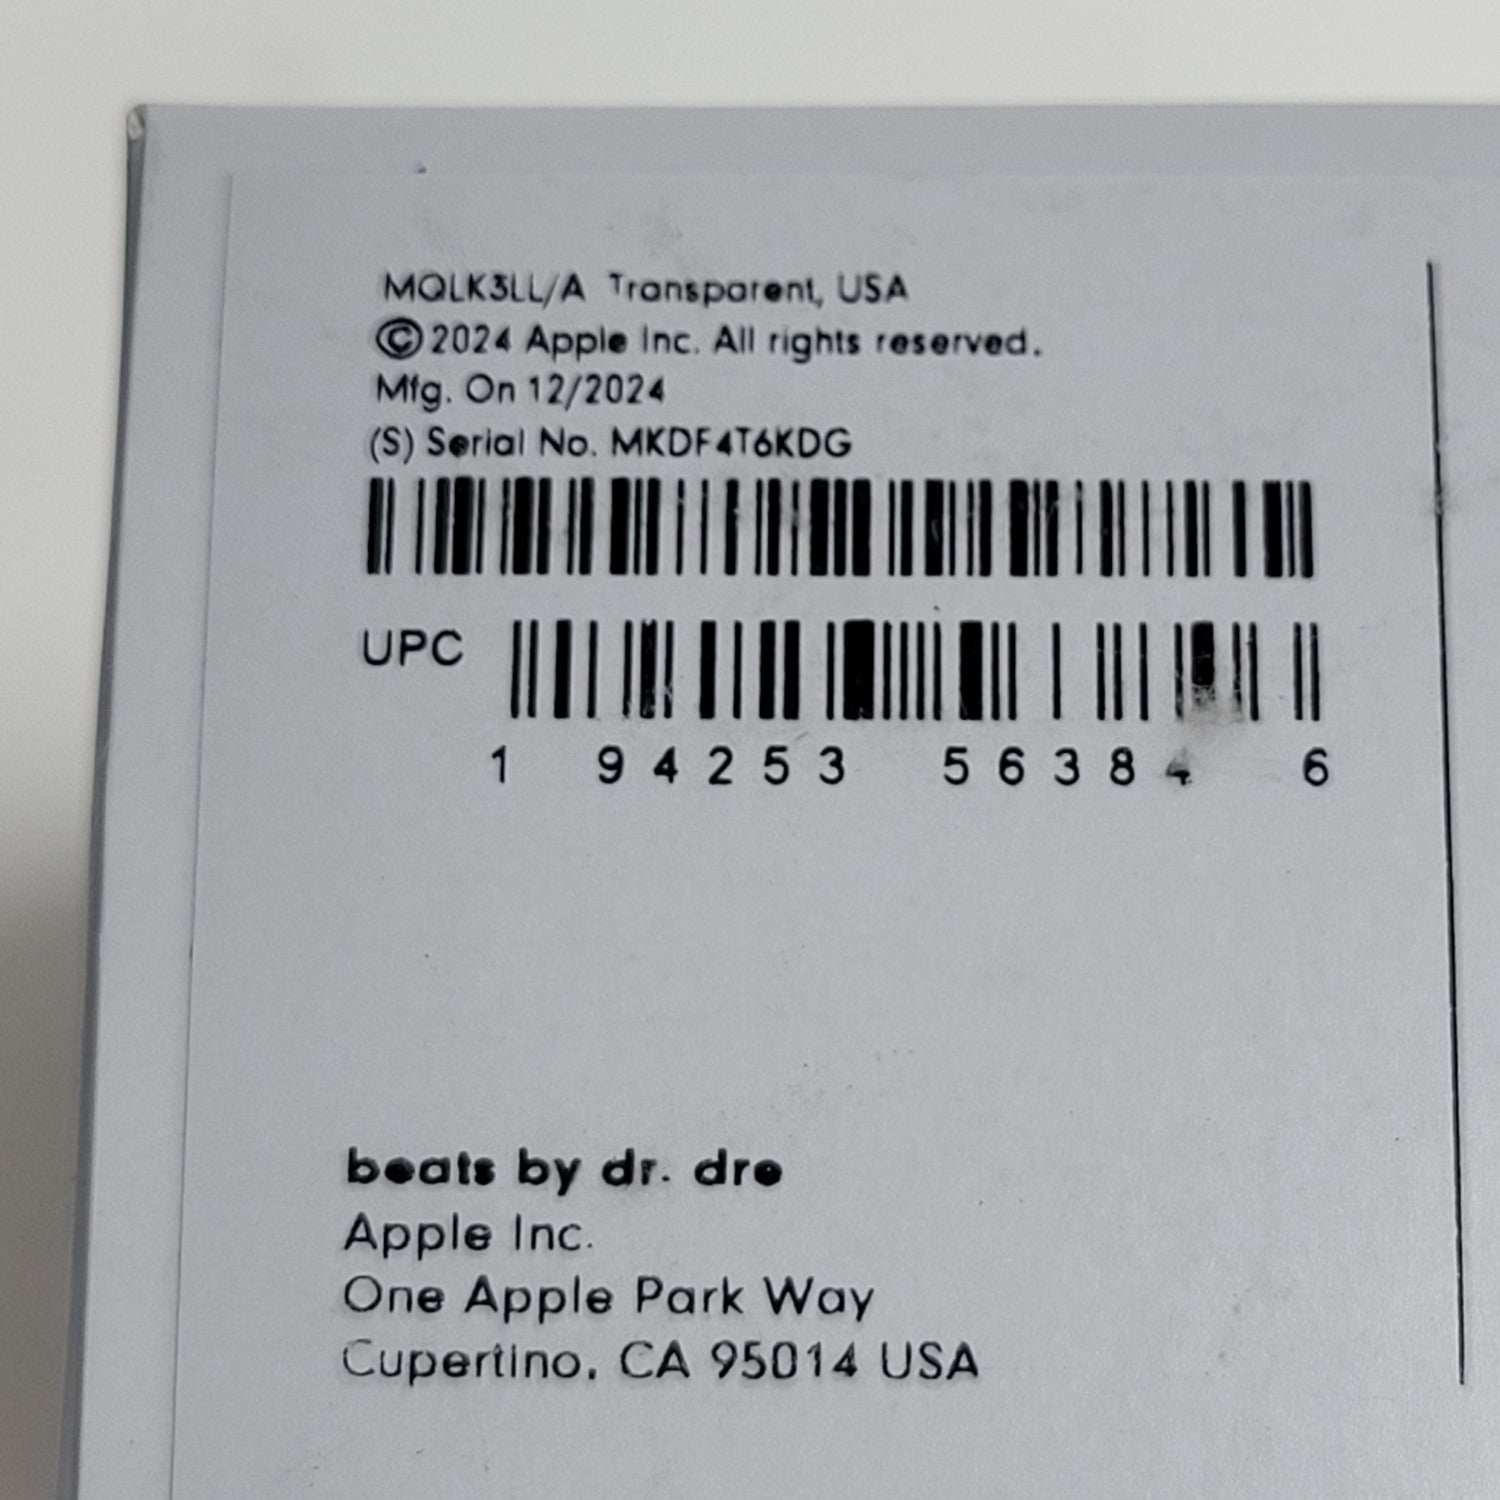 MQLK3LL/A Transparent, USA
©2024 Apple Inc. All rights reserved.
Mfg. On 12/2024
(S) Serial No. MKDF4T6KDG
UPC
1 94253 56384 6
beats by dr. dre
Apple Inc.
One Apple Park Way
Cupertino, CA 95014 USA